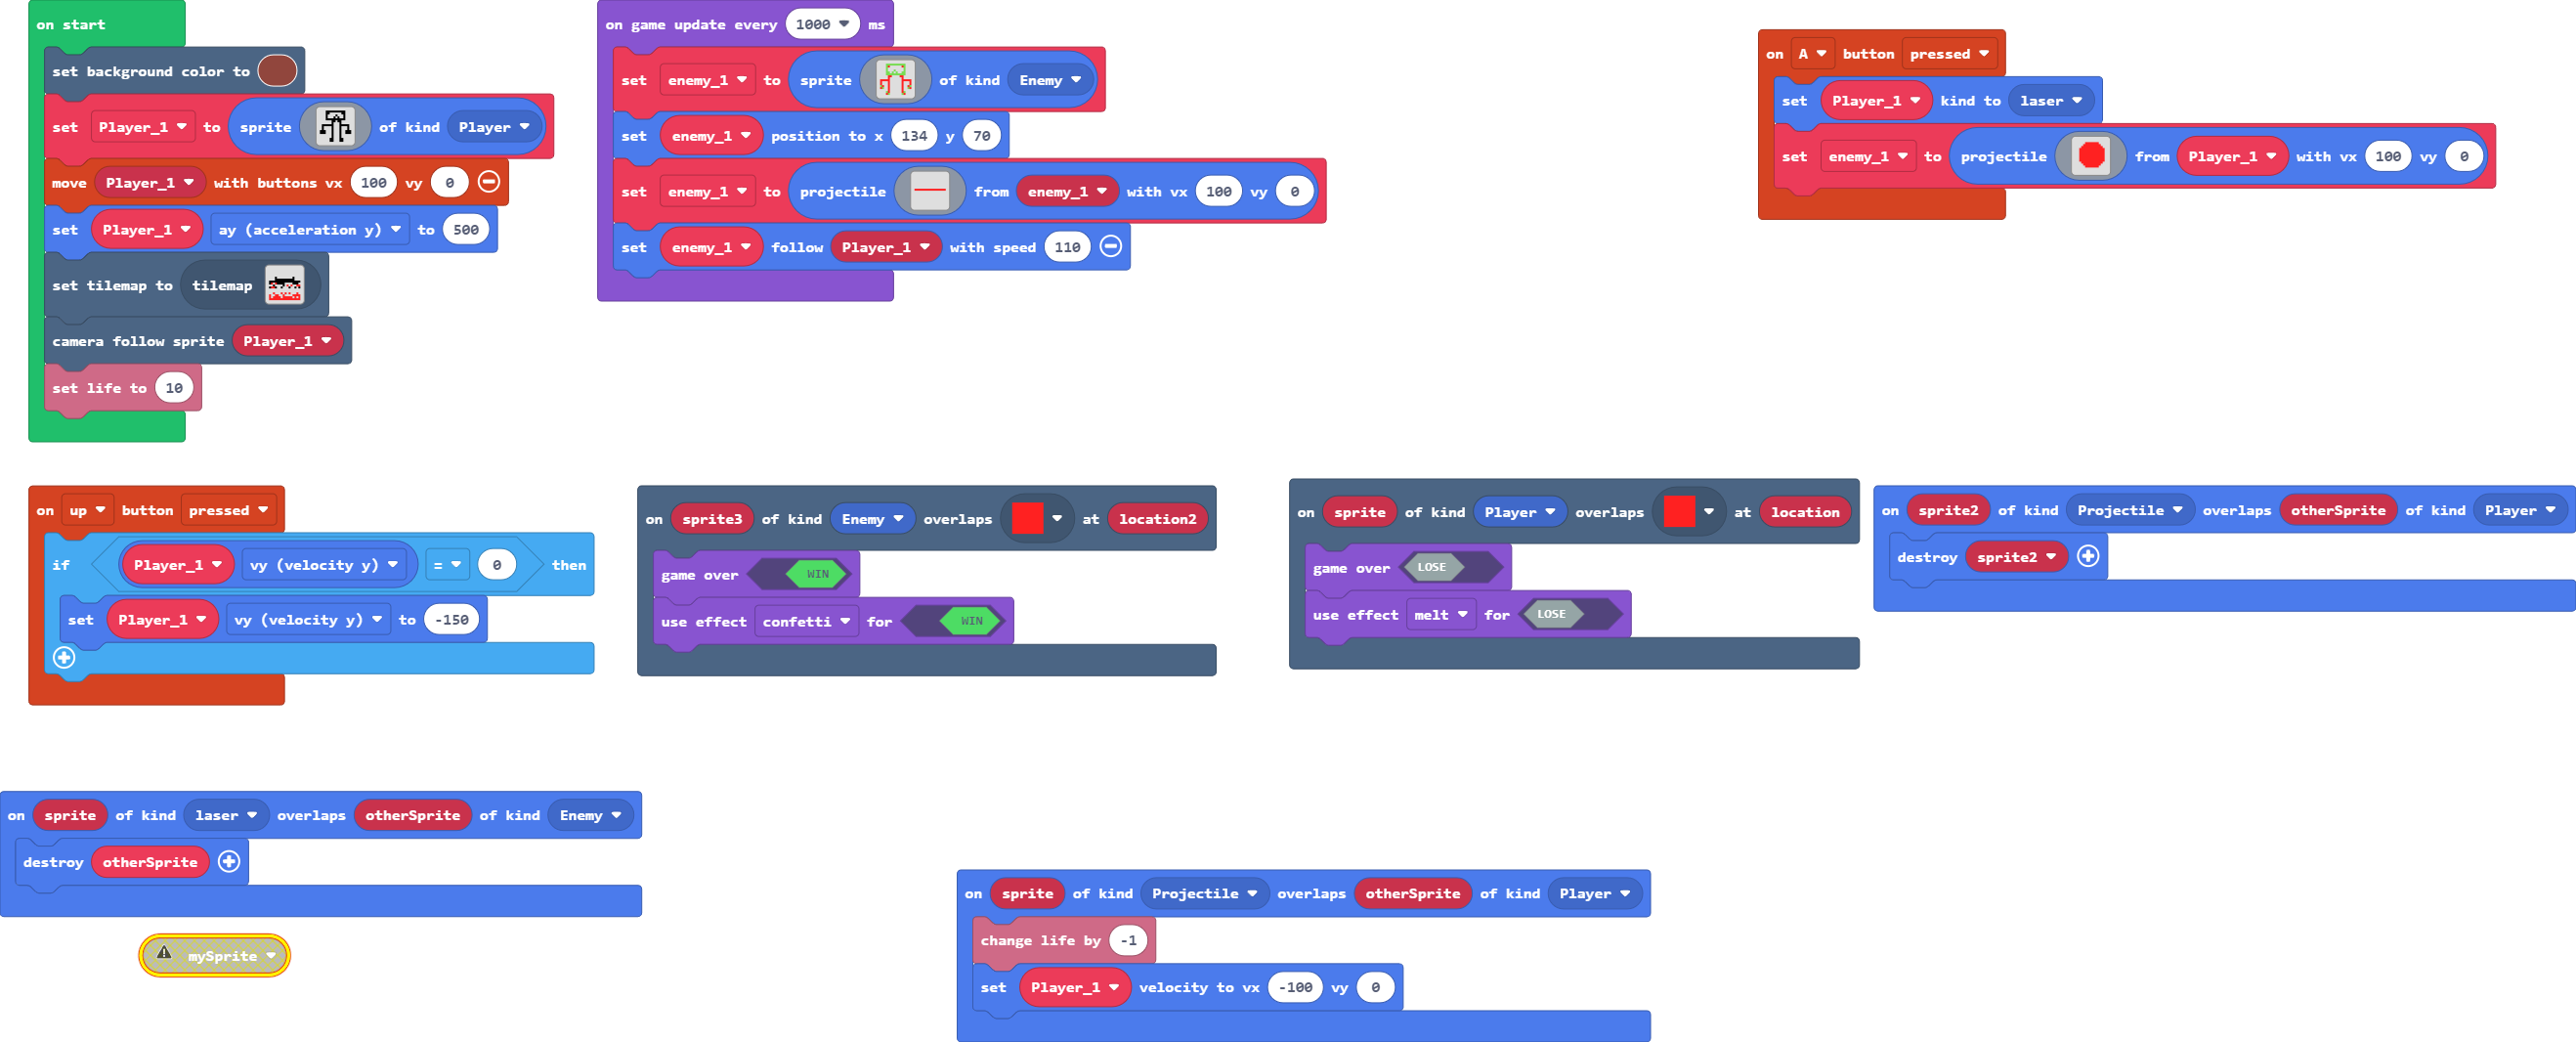 on start
set background color to
set Player_1 to sprite of kind Player
move Player_1 with buttons vx 100 vy 0
set Player_1 ay (acceleration y) to 500
set tilemap to tilemap
camera follow sprite Player_1
set life to 10
on game update every 1000 ms
set enemy_1 to sprite of kind Enemy
set enemy_1 position to x 134 y 70
set enemy_1 to projectile from enemy_1 with vx 100 vy 0
set enemy_1 follow Player_1 with speed 110
on A button pressed
set Player_1 kind to laser
set enemy_1 to projectile from Player_1 with vx 100 vy 0
on up button pressed
if Player_1 vy (velocity y) = 0 then
set Player_1 vy (velocity y) to -150
on sprite3 of kind Enemy overlaps at location2
game over WIN
use effect confetti for WIN
on sprite of kind Player overlaps at location
game over LOSE
use effect melt for LOSE
on sprite2 of kind Projectile overlaps otherSprite of kind Player
destroy sprite2
on sprite of kind laser overlaps otherSprite of kind Enemy
destroy otherSprite
mySprite
on sprite of kind Projectile overlaps otherSprite of kind Player
change life by -1
set Player_1 velocity to vx -100 vy 0